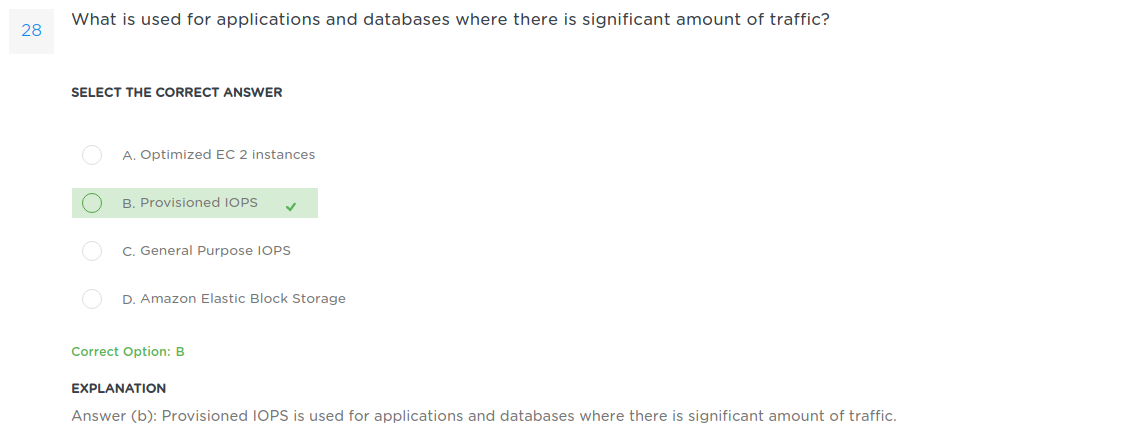 28
What is used for applications and databases where there is significant amount of traffic?
SELECT THE CORRECT ANSWER
A. Optimized EC 2 instances
B. Provisioned IOPS
C. General Purpose IOPS
D. Amazon Elastic Block Storage
Correct Option: B
EXPLANATION
Answer (b): Provisioned IOPS is used for applications and databases where there is significant amount of traffic.